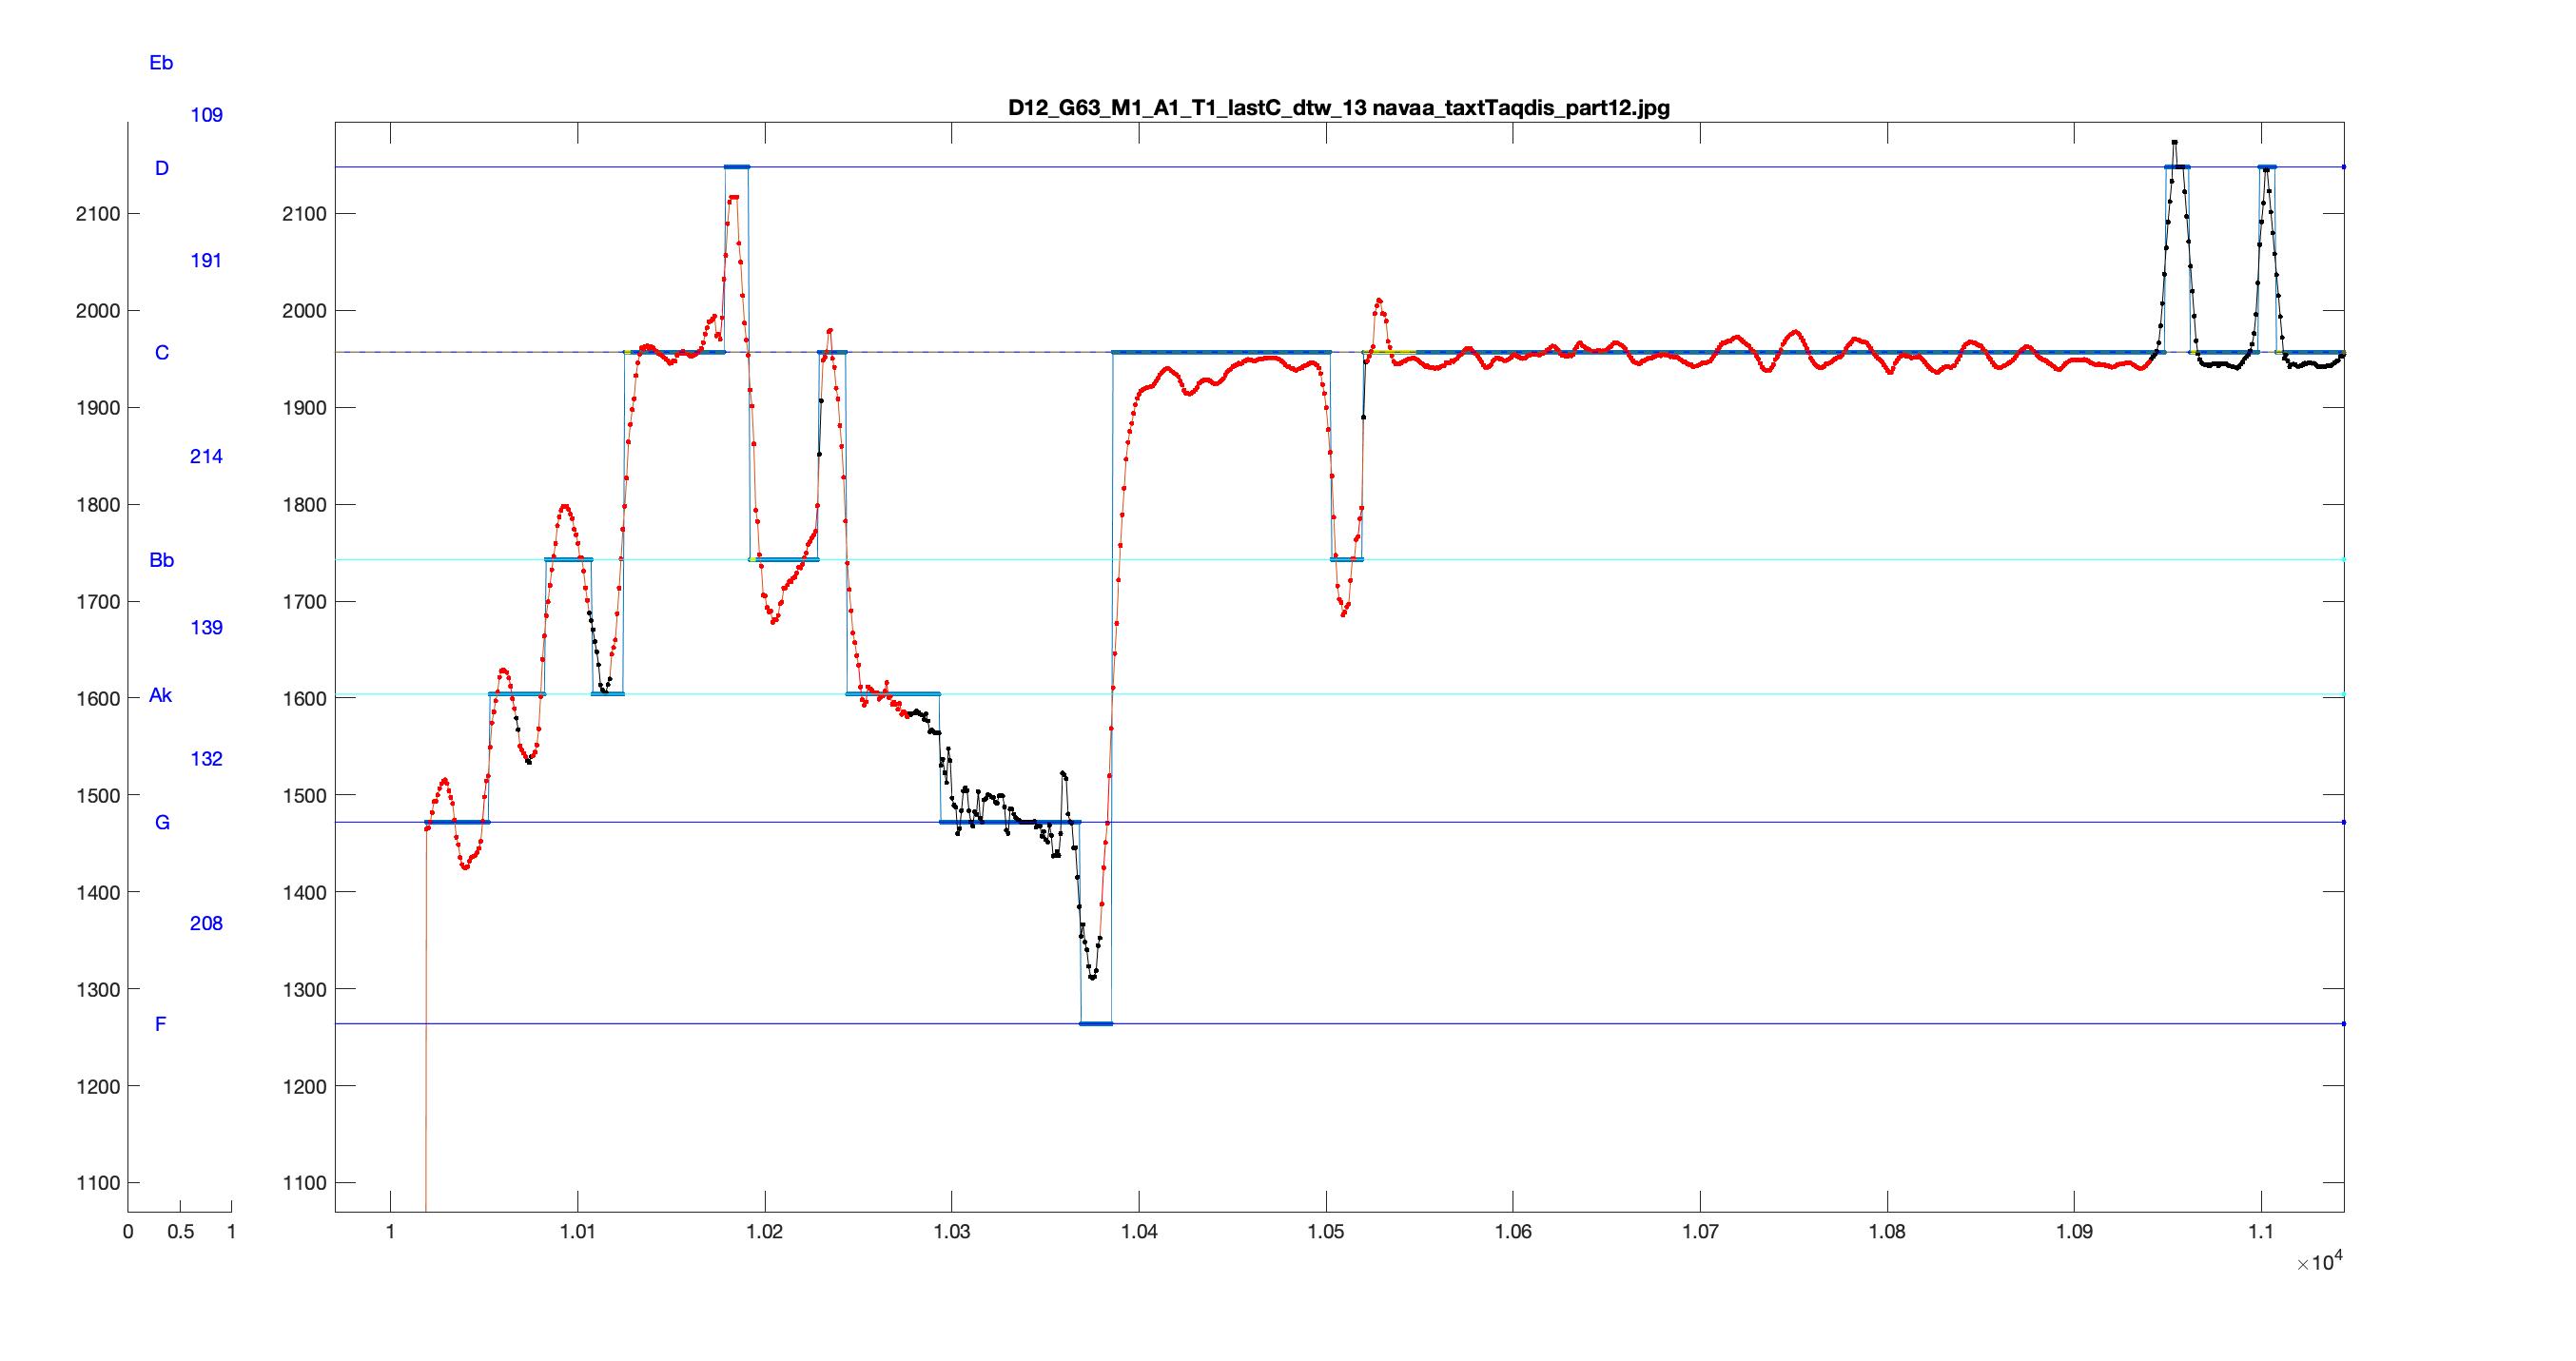 Eb
109
D12_G63_M1_A1_T1_lastC_dtw_13 navaa_taxtTaqdis_part12.jpg
D
2100 2100
191
2000 2000
C
1900 1900
214
1800 1800
Bb
1700 1700
139
1600 Ak 1600
132
1500 1500
G
1400 1400
208
1300 1300
F
1200 1200
1100 1100
0 0.5 1 1 1.01 1.02 1.03 1.04 1.05 1.06 1.07 1.08 1.09 1.1
×10^4